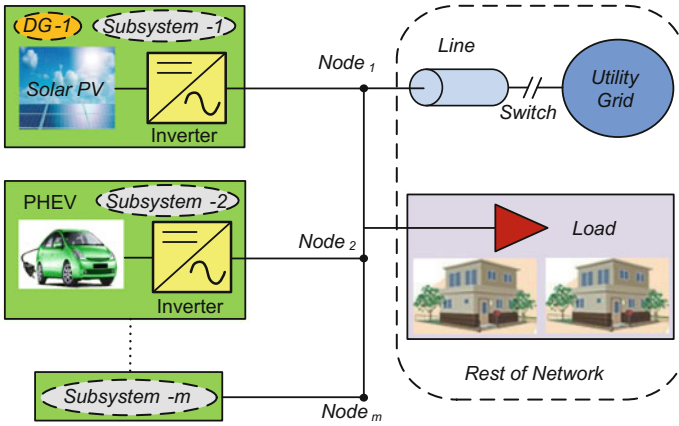 DG-1
Subsystem -1
Solar PV
Inverter
Node 1
Line
Switch
Utility
Grid
PHEV
Subsystem -2
Inverter
Node 2
Load
Subsystem -m
Node m
Rest of Network